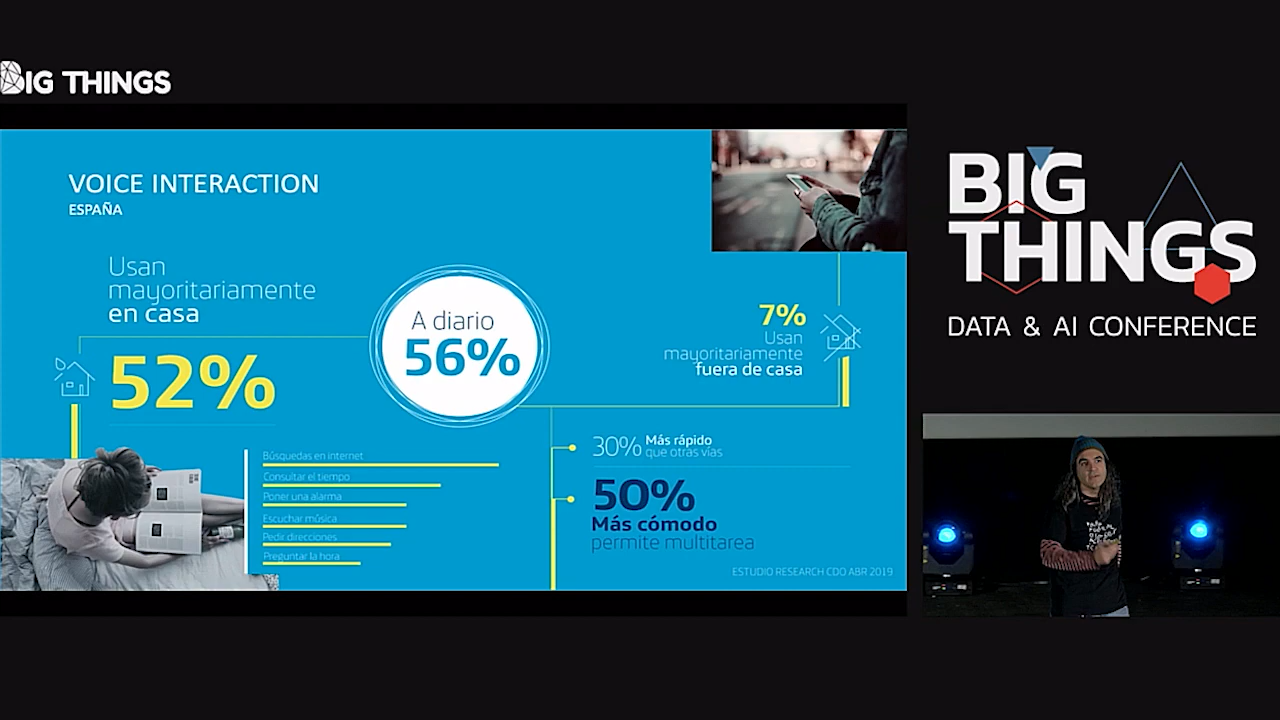 BIG THINGS
VOICE INTERACTION
ESPAÑA
Usan
mayoritariamente
en casa
52%
A diario
56%
7%
Usan
mayoritariamente
fuera de casa
30% Más rápido
que otras vías
50%
Más cómodo
permite multitarea
Búsquedas en internet
Consultar el tiempo
Poner una alarma
Escuchar música
Pedir direcciones
Preguntar la hora
ESTUDIO RESEARCH CDO ABR 2019
BIG
THINGS
DATA & AI CONFERENCE